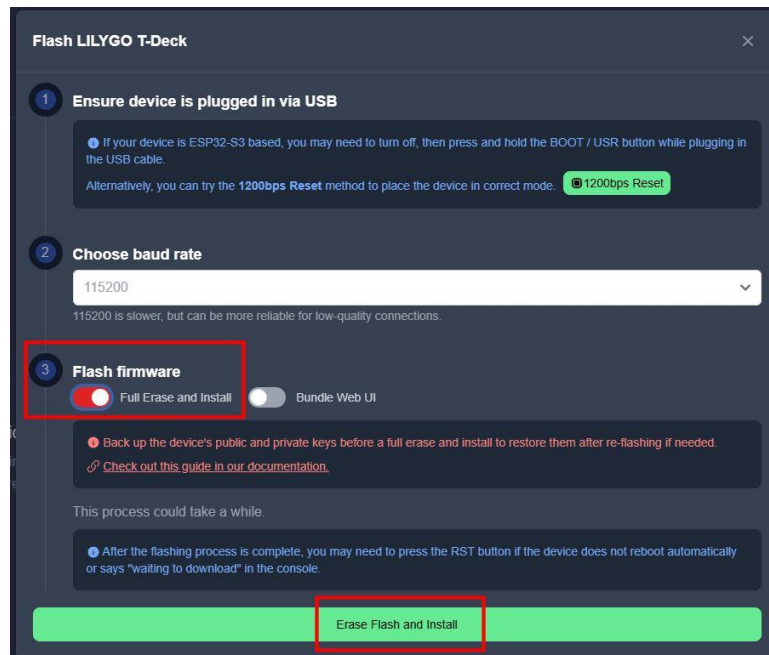 Flash LILYGO T-Deck
1
Ensure device is plugged in via USB
If your device is ESP32-S3 based, you may need to turn off, then press and hold the BOOT / USR button while plugging in
the USB cable.
Alternatively, you can try the 1200bps Reset method to place the device in correct mode. 1200bps Reset
2
Choose baud rate
115200
115200 is slower, but can be more reliable for low-quality connections.
3
Flash firmware
Full Erase and Install Bundle Web UI
Back up the device's public and private keys before a full erase and install to restore them after re-flashing if needed.
Check out this guide in our documentation.
This process could take a while.
After the flashing process is complete, you may need to press the RST button if the device does not reboot automatically
or says "waiting to download" in the console.
Erase Flash and Install